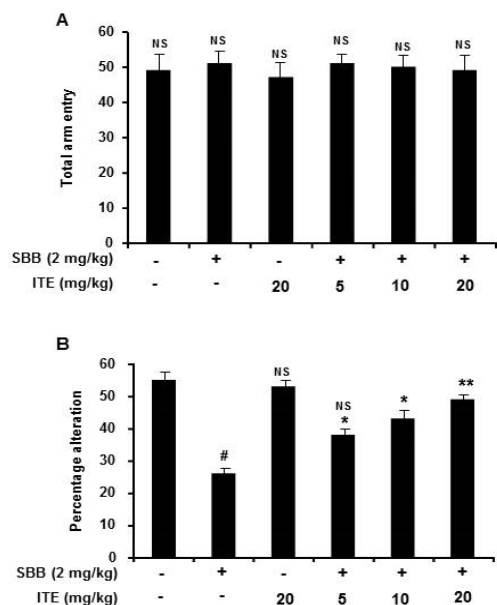 A
NS NS NS NS NS NS
60
50
40
30
20
10
0
Total arm entry
SBB (2 mg/kg) - + - + + +
ITE (mg/kg) - - 20 5 10 20
B
60
50
40
30
20
10
0
Percentage alteration
# NS NS * * **
SBB (2 mg/kg) - + - + + +
ITE (mg/kg) - - 20 5 10 20